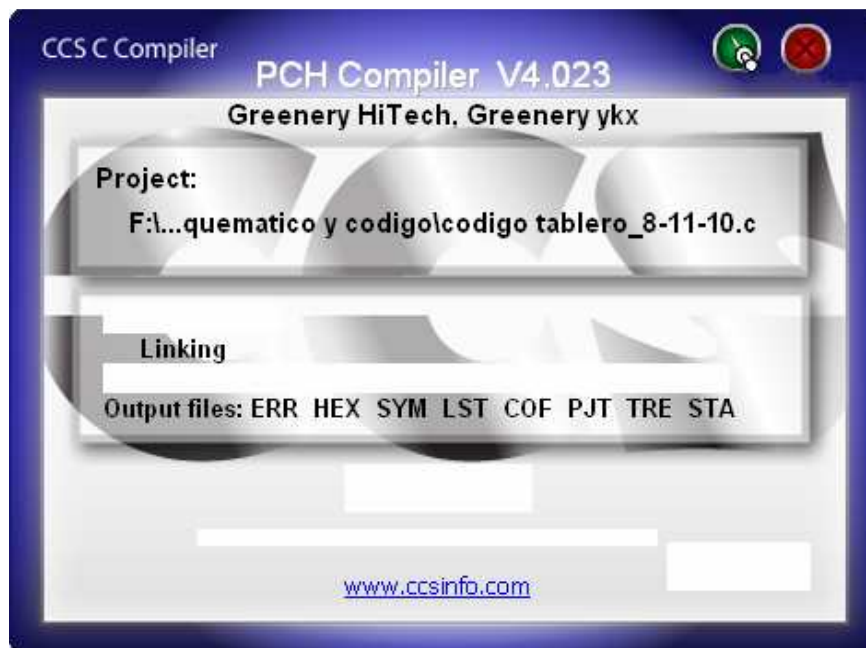 CCS C Compiler
PCH Compiler V4.023
Greenery HiTech, Greenery ykx
Project:
F:\...quematico y codigo\codigo tablero_8-11-10.c
Linking
Output files: ERR HEX SYM LST COF PJT TRE STA
www.ccsinfo.com